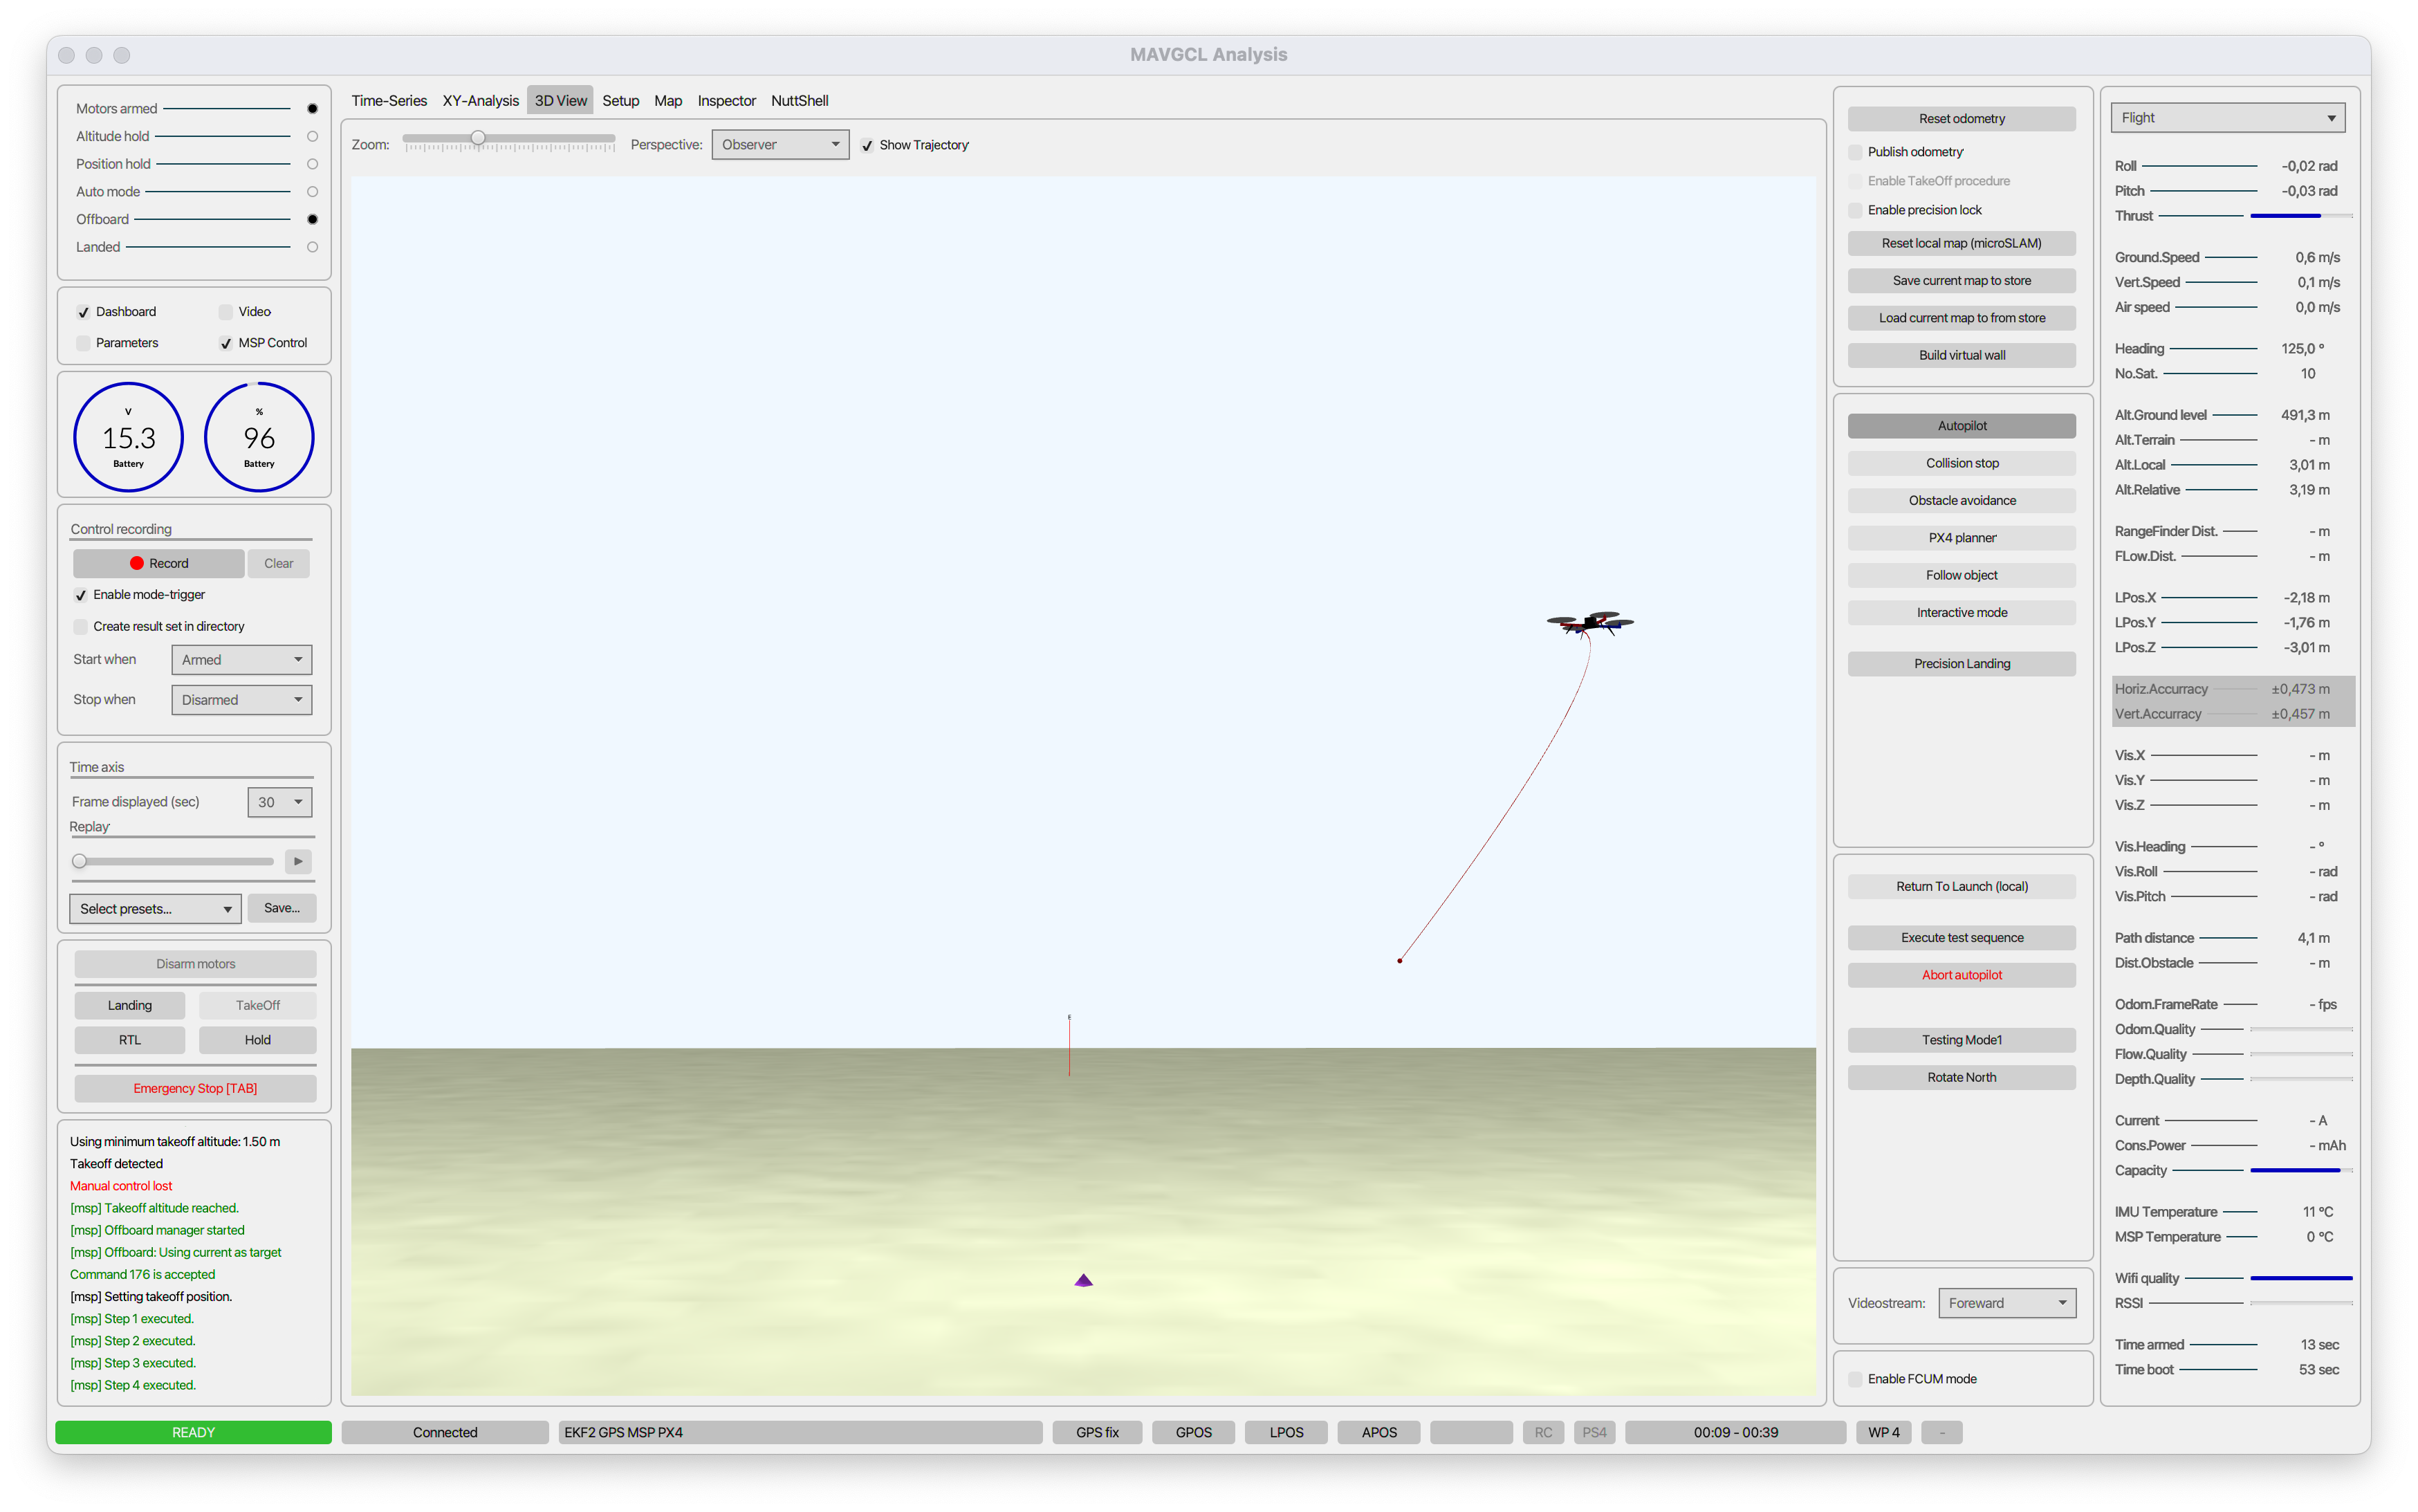 MAVGCL Analysis
Motors armed
Altitude hold
Position hold
Auto mode
Offboard
Landed
Dashboard
Video
Parameters
MSP Control
V
15.3
Battery
%
96
Battery
Control recording
Record
Clear
Enable mode-trigger
Create result set in directory
Start when
Armed
Stop when
Disarmed
Time axis
Frame displayed (sec)
30
Replay
Select presets...
Save...
Disarm motors
Landing
TakeOff
RTL
Hold
Emergency Stop [TAB]
Using minimum takeoff altitude: 1.50 m
Takeoff detected
Manual control lost
[msp] Takeoff altitude reached.
[msp] Offboard manager started
[msp] Offboard: Using current as target
Command 176 is accepted
[msp] Setting takeoff position.
[msp] Step 1 executed.
[msp] Step 2 executed.
[msp] Step 3 executed.
[msp] Step 4 executed.
Time-Series
XY-Analysis
3D View
Setup
Map
Inspector
NuttShell
Zoom:
Perspective:
Observer
Show Trajectory
Reset odometry
Publish odometry
Enable TakeOff procedure
Enable precision lock
Reset local map (microSLAM)
Save current map to store
Load current map to from store
Build virtual wall
Autopilot
Collision stop
Obstacle avoidance
PX4 planner
Follow object
Interactive mode
Precision Landing
Return To Launch (local)
Execute test sequence
Abort autopilot
Testing Mode1
Rotate North
Videostream:
Foreward
Enable FCUM mode
Flight
Roll -0,02 rad
Pitch -0,03 rad
Thrust
Ground.Speed 0,6 m/s
Vert.Speed 0,1 m/s
Air speed 0,0 m/s
Heading 125,0 °
No.Sat. 10
Alt.Ground level 491,3 m
Alt.Terrain - m
Alt.Local 3,01 m
Alt.Relative 3,19 m
RangeFinder Dist. - m
FLow.Dist. - m
LPos.X -2,18 m
LPos.Y -1,76 m
LPos.Z -3,01 m
Horiz.Accurracy ±0,473 m
Vert.Accurracy ±0,457 m
Vis.X - m
Vis.Y - m
Vis.Z - m
Vis.Heading - °
Vis.Roll - rad
Vis.Pitch - rad
Path distance 4,1 m
Dist.Obstacle - m
Odom.FrameRate - fps
Odom.Quality
Flow.Quality
Depth.Quality
Current - A
Cons.Power - mAh
Capacity
IMU Temperature 11 °C
MSP Temperature 0 °C
Wifi quality
RSSI
Time armed 13 sec
Time boot 53 sec
READY
Connected
EKF2 GPS MSP PX4
GPS fix
GPOS
LPOS
APOS
RC
PS4
00:09 - 00:39
WP 4
-